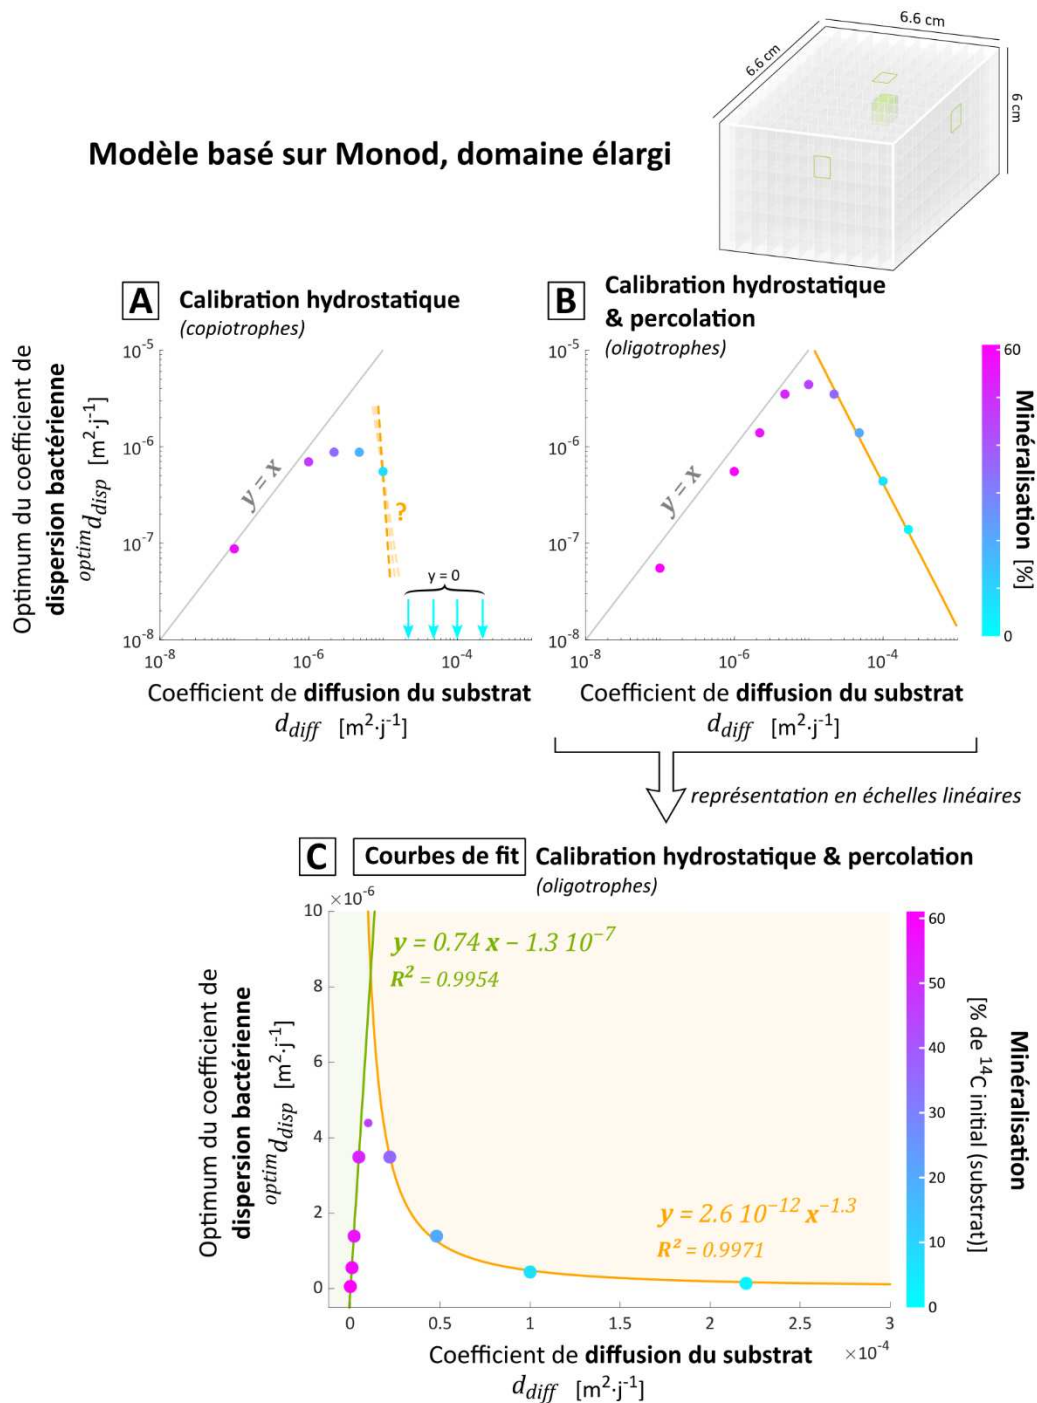 6.6 cm
6.6 cm
6 cm
Modèle basé sur Monod, domaine élargi
A Calibration hydrostatique
(copiotrophes)
Optimum du coefficient de
dispersion bactérienne
optim d_disp [m²·j⁻¹]
10⁻⁵
10⁻⁶
10⁻⁷
10⁻⁸
y = x
?
y = 0
10⁻⁸ 10⁻⁶ 10⁻⁴
Coefficient de diffusion du substrat
d_diff [m²·j⁻¹]
B Calibration hydrostatique
& percolation
(oligotrophes)
10⁻⁵
10⁻⁶
10⁻⁷
10⁻⁸
y = x
10⁻⁸ 10⁻⁶ 10⁻⁴
Coefficient de diffusion du substrat
d_diff [m²·j⁻¹]
60
0
Minéralisation [%]
représentation en échelles linéaires
C Courbes de fit Calibration hydrostatique & percolation
(oligotrophes)
×10⁻⁶
Optimum du coefficient de
dispersion bactérienne
optim d_disp [m²·j⁻¹]
10
8
6
4
2
0
y = 0.74 x − 1.3 10⁻⁷
R² = 0.9954
y = 2.6 10⁻¹² x⁻¹·³
R² = 0.9971
0 0.5 1 1.5 2 2.5 3
×10⁻⁴
Coefficient de diffusion du substrat
d_diff [m²·j⁻¹]
60
50
40
30
20
10
0
Minéralisation
[% de ¹⁴C initial (substrat)]